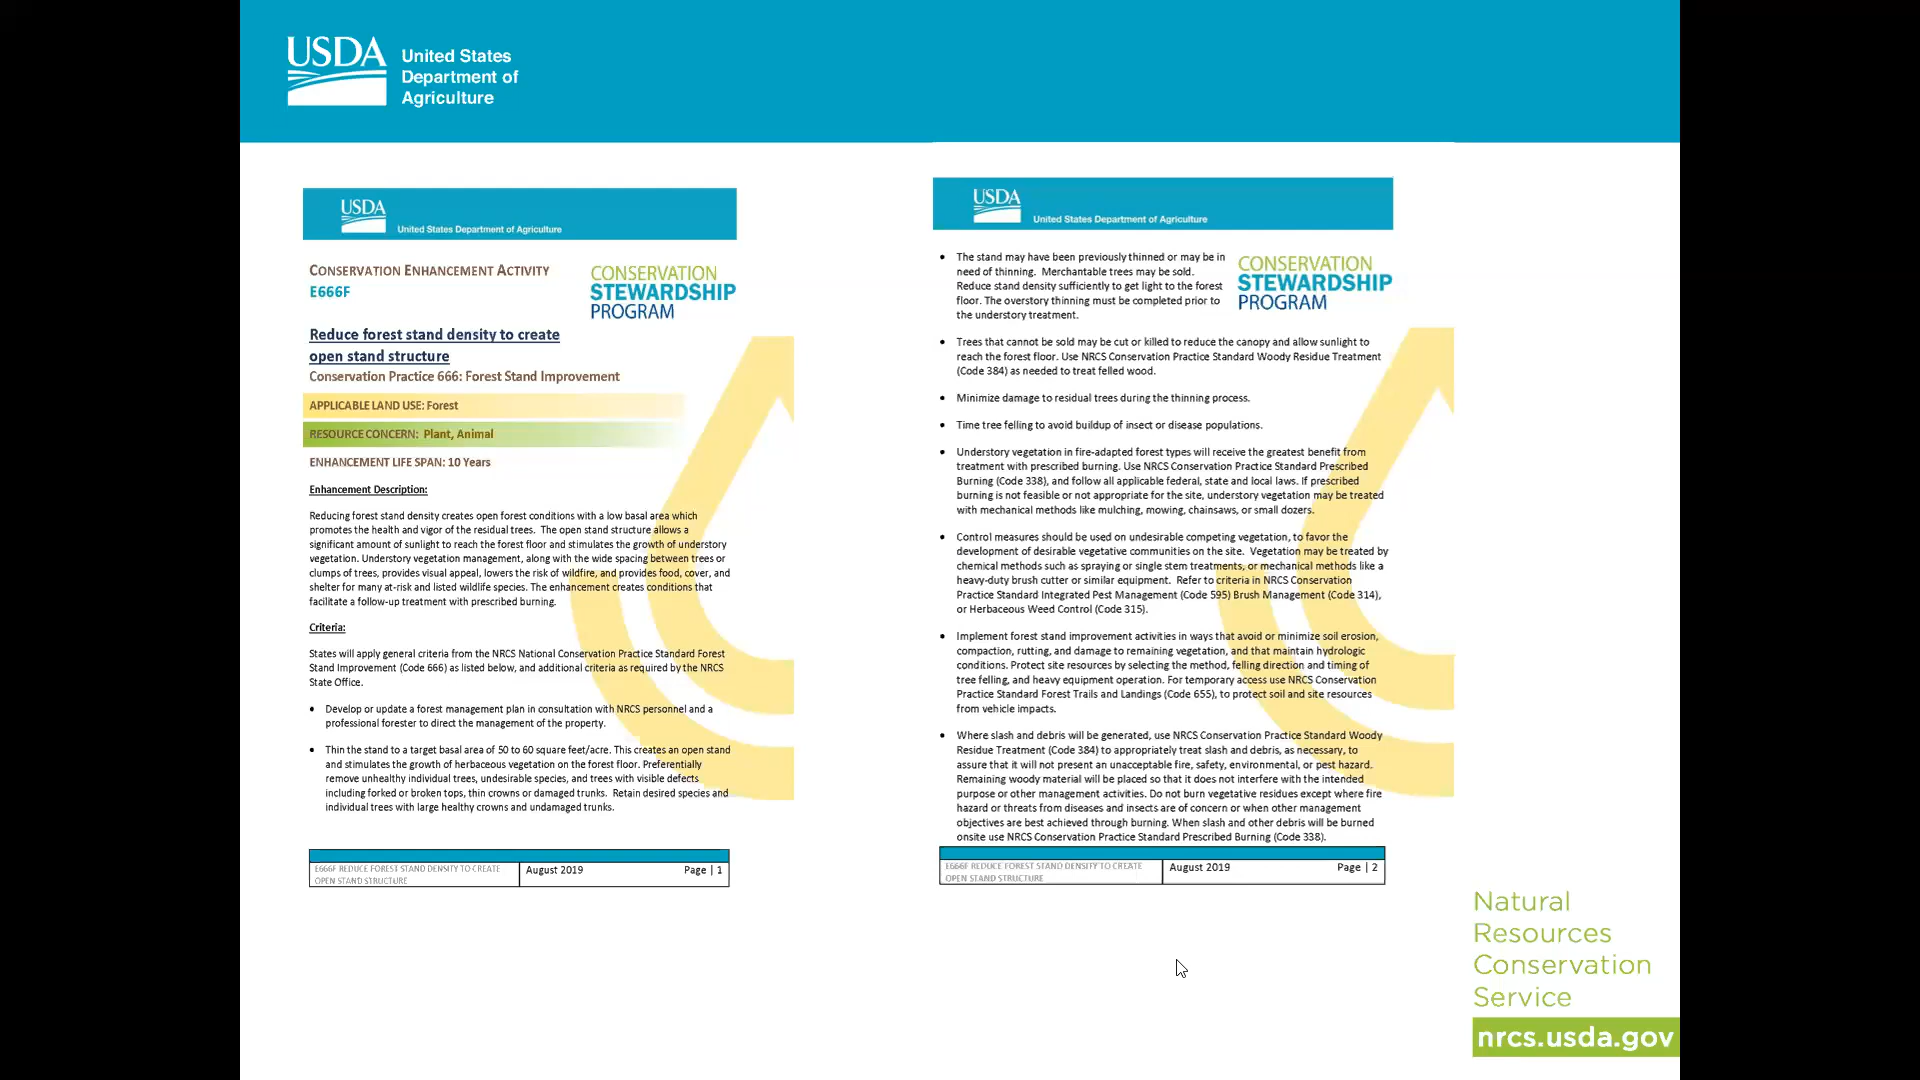 USDA
United States
Department of
Agriculture
USDA
United States Department of Agriculture
CONSERVATION ENHANCEMENT ACTIVITY
E666F
CONSERVATION
STEWARDSHIP
PROGRAM
Reduce forest stand density to create
open stand structure
Conservation Practice 666: Forest Stand Improvement
APPLICABLE LAND USE: Forest
RESOURCE CONCERN: Plant, Animal
ENHANCEMENT LIFE SPAN: 10 Years
Enhancement Description:
Reducing forest stand density creates open forest conditions with a low basal area which
promotes the health and vigor of the residual trees. The open stand structure allows a
significant amount of sunlight to reach the forest floor and stimulates the growth of understory
vegetation. Understory vegetation management, along with the wide spacing between trees or
clumps of trees, provides visual appeal, lowers the risk of wildfire, and provides food, cover, and
shelter for many at-risk and listed wildlife species. The enhancement creates conditions that
facilitate a follow-up treatment with prescribed burning.
Criteria:
States will apply general criteria from the NRCS National Conservation Practice Standard Forest
Stand Improvement (Code 666) as listed below, and additional criteria as required by the NRCS
State Office.
• Develop or update a forest management plan in consultation with NRCS personnel and a
professional forester to direct the management of the property.
• Thin the stand to a target basal area of 50 to 60 square feet/acre. This creates an open stand
and stimulates the growth of herbaceous vegetation on the forest floor. Preferentially
remove unhealthy individual trees, undesirable species, and trees with visible defects
including forked or broken tops, thin crowns or damaged trunks. Retain desired species and
individual trees with large healthy crowns and undamaged trunks.
E666F REDUCE FOREST STAND DENSITY TO CREATE
OPEN STAND STRUCTURE
August 2019
Page | 1
USDA
United States Department of Agriculture
CONSERVATION
STEWARDSHIP
PROGRAM
• The stand may have been previously thinned or may be in
need of thinning. Merchantable trees may be sold.
Reduce stand density sufficiently to get light to the forest
floor. The overstory thinning must be completed prior to
the understory treatment.
• Trees that cannot be sold may be cut or killed to reduce the canopy and allow sunlight to
reach the forest floor. Use NRCS Conservation Practice Standard Woody Residue Treatment
(Code 384) as needed to treat felled wood.
• Minimize damage to residual trees during the thinning process.
• Time tree felling to avoid buildup of insect or disease populations.
• Understory vegetation in fire-adapted forest types will receive the greatest benefit from
treatment with prescribed burning. Use NRCS Conservation Practice Standard Prescribed
Burning (Code 338), and follow all applicable federal, state and local laws. If prescribed
burning is not feasible or not appropriate for the site, understory vegetation may be treated
with mechanical methods like mulching, mowing, chainsaws, or small dozers.
• Control measures should be used on undesirable competing vegetation, to favor the
development of desirable vegetative communities on the site. Vegetation may be treated by
chemical methods such as spraying or single stem treatments, or mechanical methods like a
heavy-duty brush cutter or similar equipment. Refer to criteria in NRCS Conservation
Practice Standard Integrated Pest Management (Code 595) Brush Management (Code 314),
or Herbaceous Weed Control (Code 315).
• Implement forest stand improvement activities in ways that avoid or minimize soil erosion,
compaction, rutting, and damage to remaining vegetation, and that maintain hydrologic
conditions. Protect site resources by selecting the method, felling direction and timing of
tree felling, and heavy equipment operation. For temporary access use NRCS Conservation
Practice Standard Forest Trails and Landings (Code 655), to protect soil and site resources
from vehicle impacts.
• Where slash and debris will be generated, use NRCS Conservation Practice Standard Woody
Residue Treatment (Code 384) to appropriately treat slash and debris, as necessary, to
assure that it will not present an unacceptable fire, safety, environmental, or pest hazard.
Remaining woody material will be placed so that it does not interfere with the intended
purpose or other management activities. Do not burn vegetative residues except where fire
hazard or threats from diseases and insects are of concern or when other management
objectives are best achieved through burning. When slash and other debris will be burned
onsite use NRCS Conservation Practice Standard Prescribed Burning (Code 338).
E666F REDUCE FOREST STAND DENSITY TO CREATE
OPEN STAND STRUCTURE
August 2019
Page | 2
Natural
Resources
Conservation
Service
nrcs.usda.gov